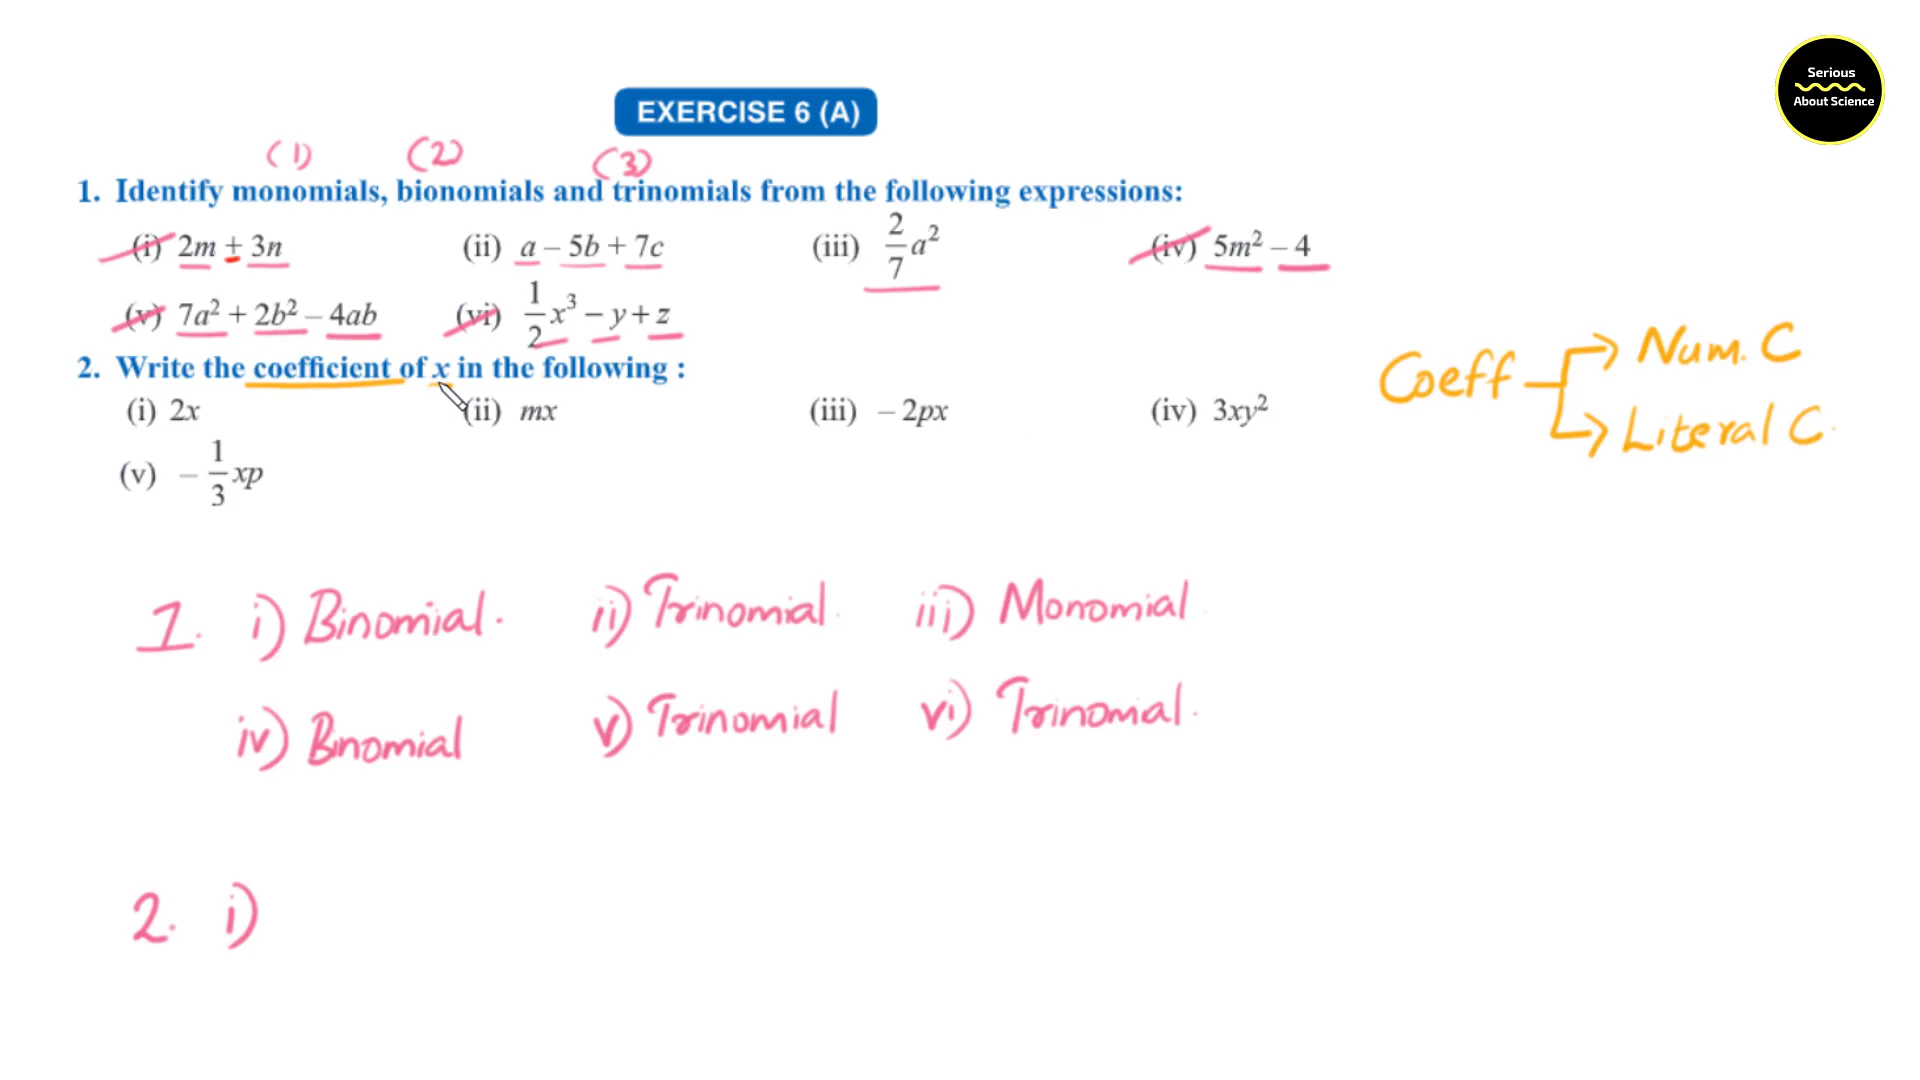 Serious
About Science
EXERCISE 6 (A)
(1) (2) (3)
1. Identify monomials, bionomials and trinomials from the following expressions:
(i) 2m + 3n (ii) a – 5b + 7c (iii) 2/7 a² (iv) 5m² – 4
(v) 7a² + 2b² – 4ab (vi) 1/2 x³ – y + z
2. Write the coefficient of x in the following :
(i) 2x (ii) mx (iii) – 2px (iv) 3xy²
(v) – 1/3 xp
Coeff → Num. C
→ Literal C.
1. i) Binomial. ii) Trinomial. iii) Monomial.
iv) Binomial v) Trinomial vi) Trinomial.
2. i)